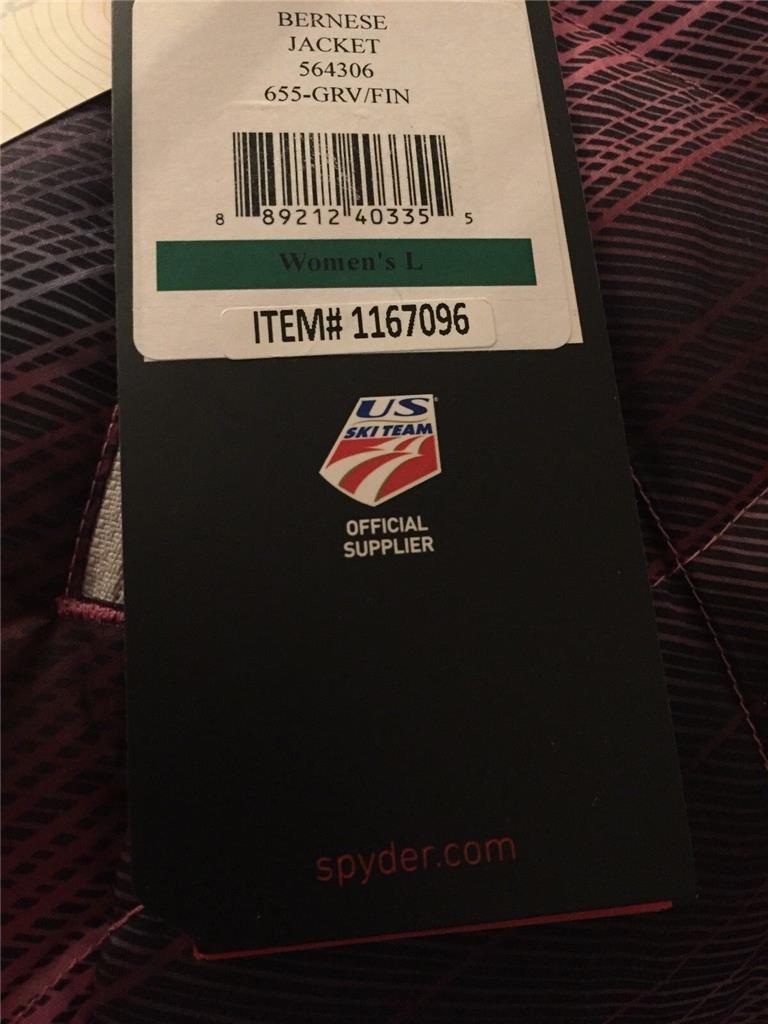 BERNESE
JACKET
564306
655-GRV/FIN
8 89212 40335 5
Women's L
ITEM# 1167096
US
SKI TEAM
OFFICIAL
SUPPLIER
spyder.com